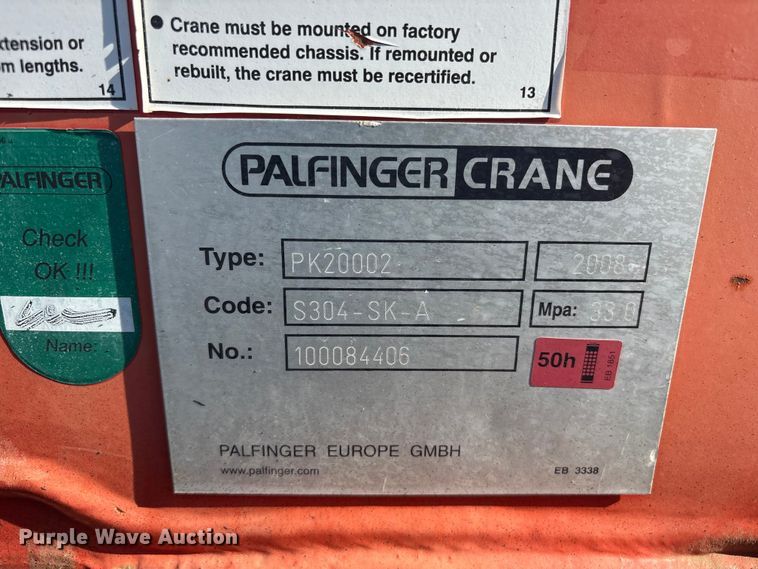 xtension or
m lengths.
14
• Crane must be mounted on factory
recommended chassis. If remounted or
rebuilt, the crane must be recertified.
13
PALFINGER
Check
OK !!!
Name:
PALFINGER CRANE
Type: PK20002 2008
Code: S304-SK-A Mpa: 33.0
No.: 100084406
50h
EB 1851
PALFINGER EUROPE GMBH
www.palfinger.com
EB 3338
Purple Wave Auction